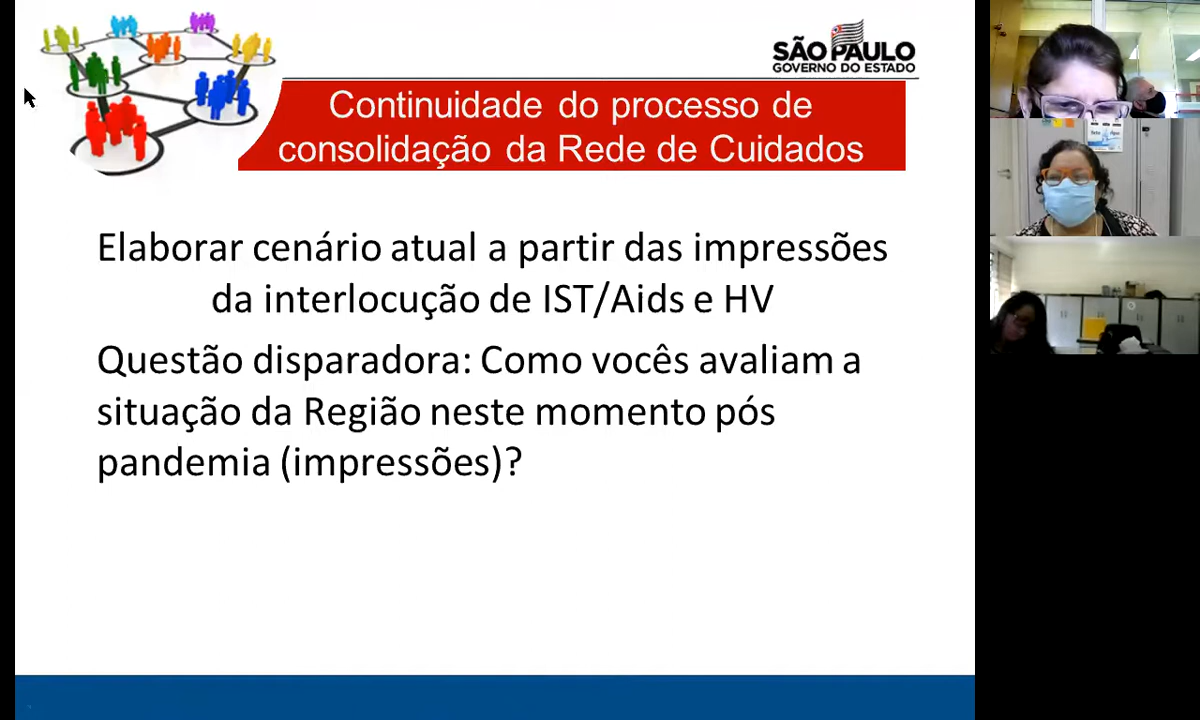 SÃO PAULO
GOVERNO DO ESTADO
Continuidade do processo de
consolidação da Rede de Cuidados
Elaborar cenário atual a partir das impressões
da interlocução de IST/Aids e HV
Questão disparadora: Como vocês avaliam a
situação da Região neste momento pós
pandemia (impressões)?